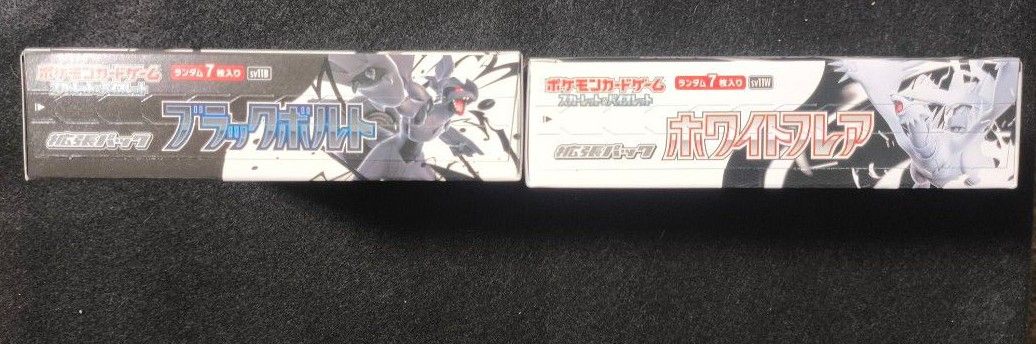 ポケモンカードゲーム
スカーレット&バイオレット
ランダム7枚入り
sv11B
拡張パック
ブラックボルト
ポケモンカードゲーム
スカーレット&バイオレット
ランダム7枚入り
sv11W
拡張パック
ホワイトフレア